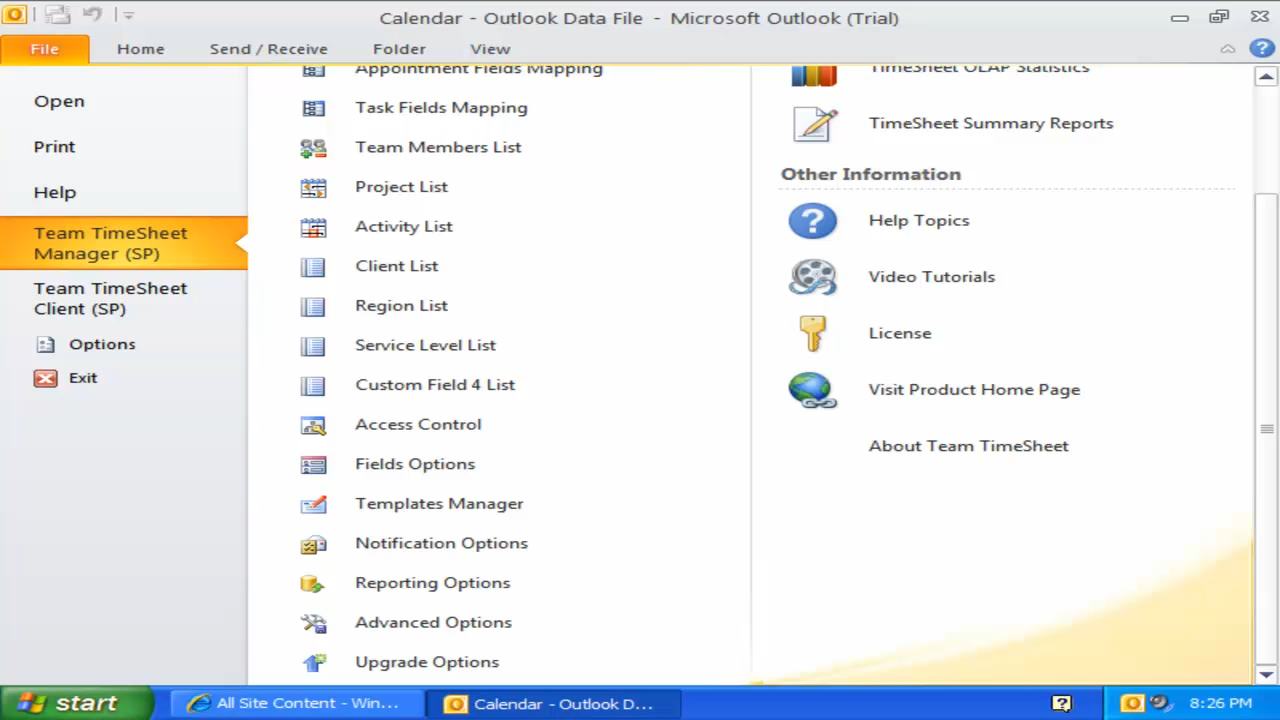 Calendar - Outlook Data File - Microsoft Outlook (Trial)
File
Home
Send / Receive
Folder
View
Open
Print
Help
Team TimeSheet
Manager (SP)
Team TimeSheet
Client (SP)
Options
Exit
Appointment Fields Mapping
Task Fields Mapping
Team Members List
Project List
Activity List
Client List
Region List
Service Level List
Custom Field 4 List
Access Control
Fields Options
Templates Manager
Notification Options
Reporting Options
Advanced Options
Upgrade Options
TimeSheet OLAP Statistics
TimeSheet Summary Reports
Other Information
Help Topics
Video Tutorials
License
Visit Product Home Page
About Team TimeSheet
start
All Site Content - Win...
Calendar - Outlook D...
8:26 PM